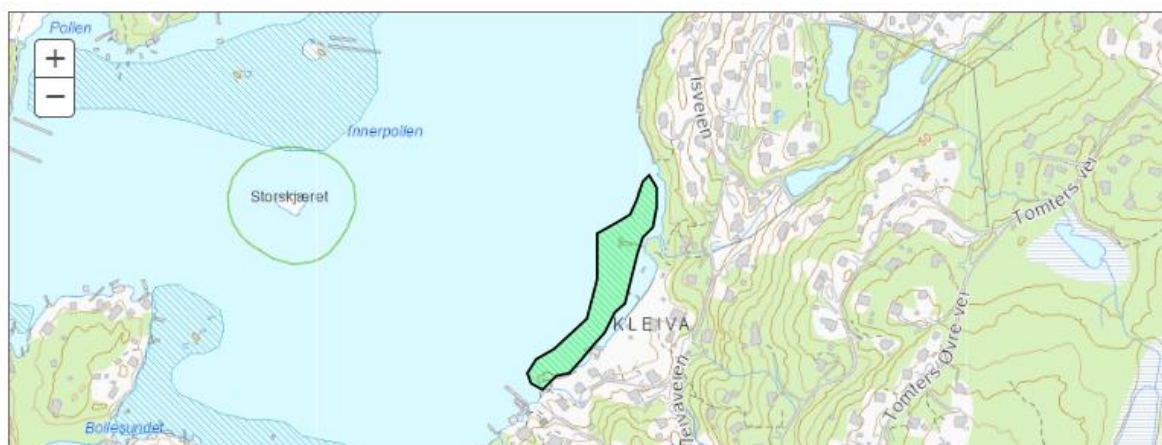 Pollen
+
−
Isveien
Innerpollen
Storskjæret
Tomters vei
KLEIVA
Tomters Øvre vei
Bollesundet